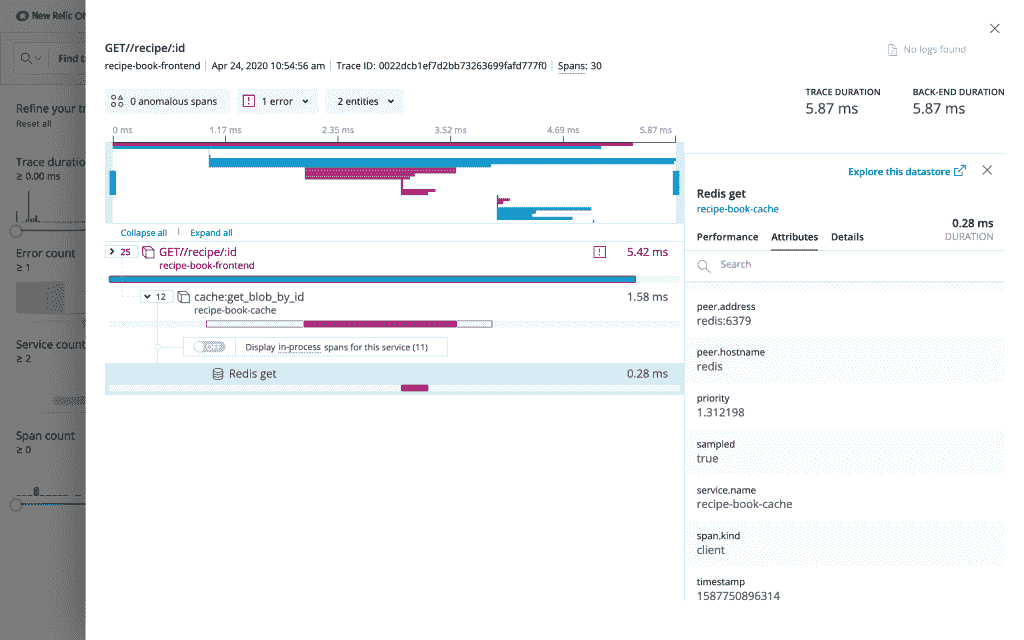 New Relic O
Find t
Refine your t
Reset all
Trace duratio
≥ 0.00 ms
Error count
≥ 1
Service count
≥ 2
Span count
≥ 0
GET//recipe/:id
recipe-book-frontend | Apr 24, 2020 10:54:56 am | Trace ID: 0022dcb1ef7d2bb73263699fafd777f0 | Spans: 30
No logs found
0 anomalous spans
1 error
2 entities
TRACE DURATION
5.87 ms
BACK-END DURATION
5.87 ms
0 ms 1.17 ms 2.35 ms 3.52 ms 4.69 ms 5.87 ms
Collapse all | Expand all
25 GET//recipe/:id 5.42 ms
recipe-book-frontend
12 cache:get_blob_by_id 1.58 ms
recipe-book-cache
OFF Display in-process spans for this service (11)
Redis get 0.28 ms
Explore this datastore
Redis get
recipe-book-cache
0.28 ms
DURATION
Performance Attributes Details
Search
peer.address
redis:6379
peer.hostname
redis
priority
1.312198
sampled
true
service.name
recipe-book-cache
span.kind
client
timestamp
1587750896314